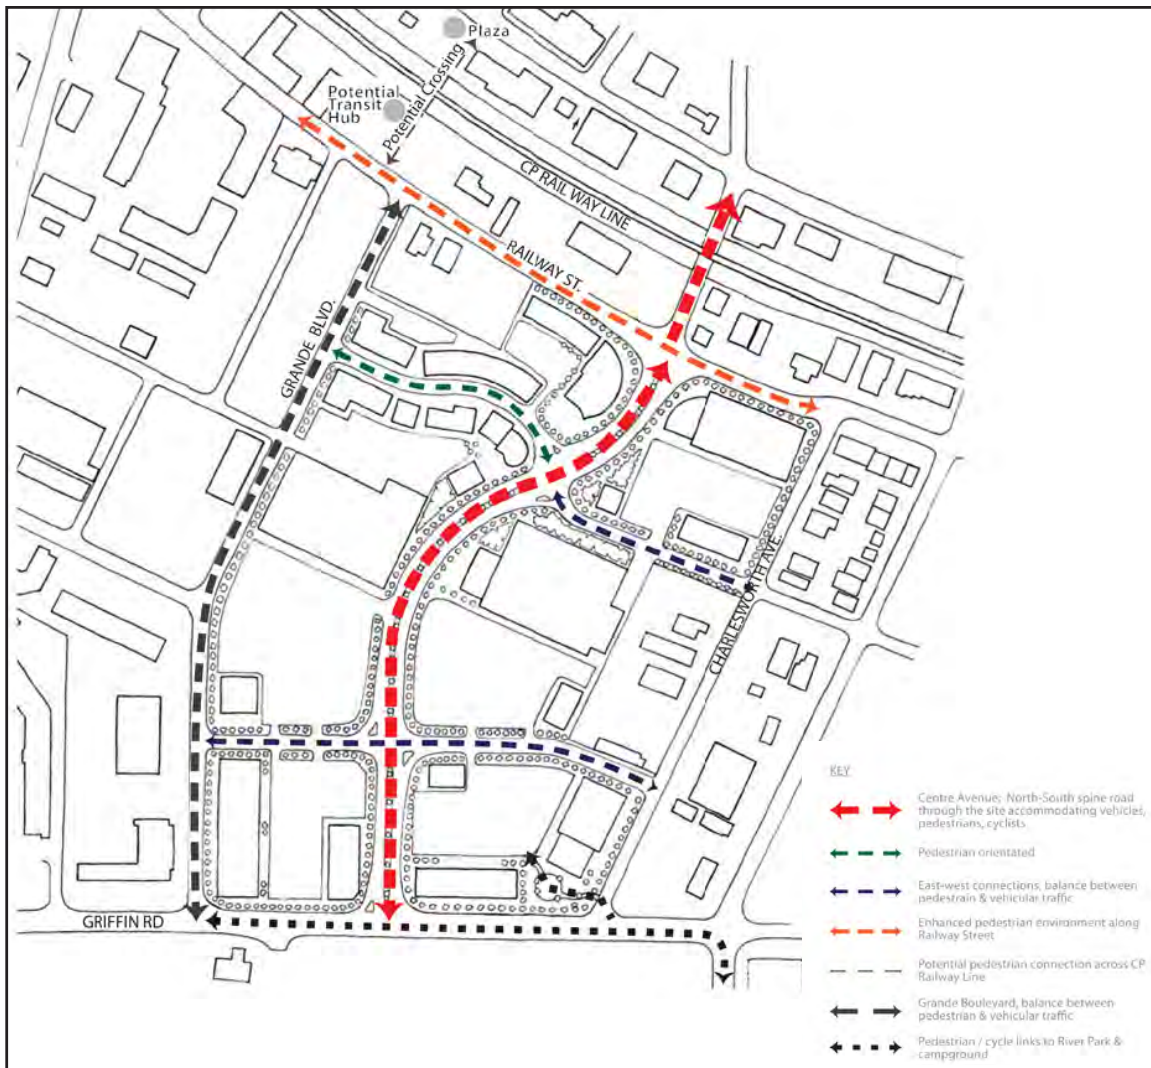 Plaza
Potential
Transit
Hub
Potential Crossing
CP RAILWAY LINE
RAILWAY ST.
GRANDE BLVD.
CHARLESWORTH AVE.
GRIFFIN RD
KEY
Centre Avenue; North-South spine road
through the site accommodating vehicles,
pedestrians, cyclists
Pedestrian orientated
East-west connections, balance between
pedestrain & vehicular traffic
Enhanced pedestrian environment along
Railway Street
Potential pedestrian connection across CP
Railway Line
Grande Boulevard, balance between
pedestrian & vehicular traffic
Pedestrian / cycle links to River Park &
campground